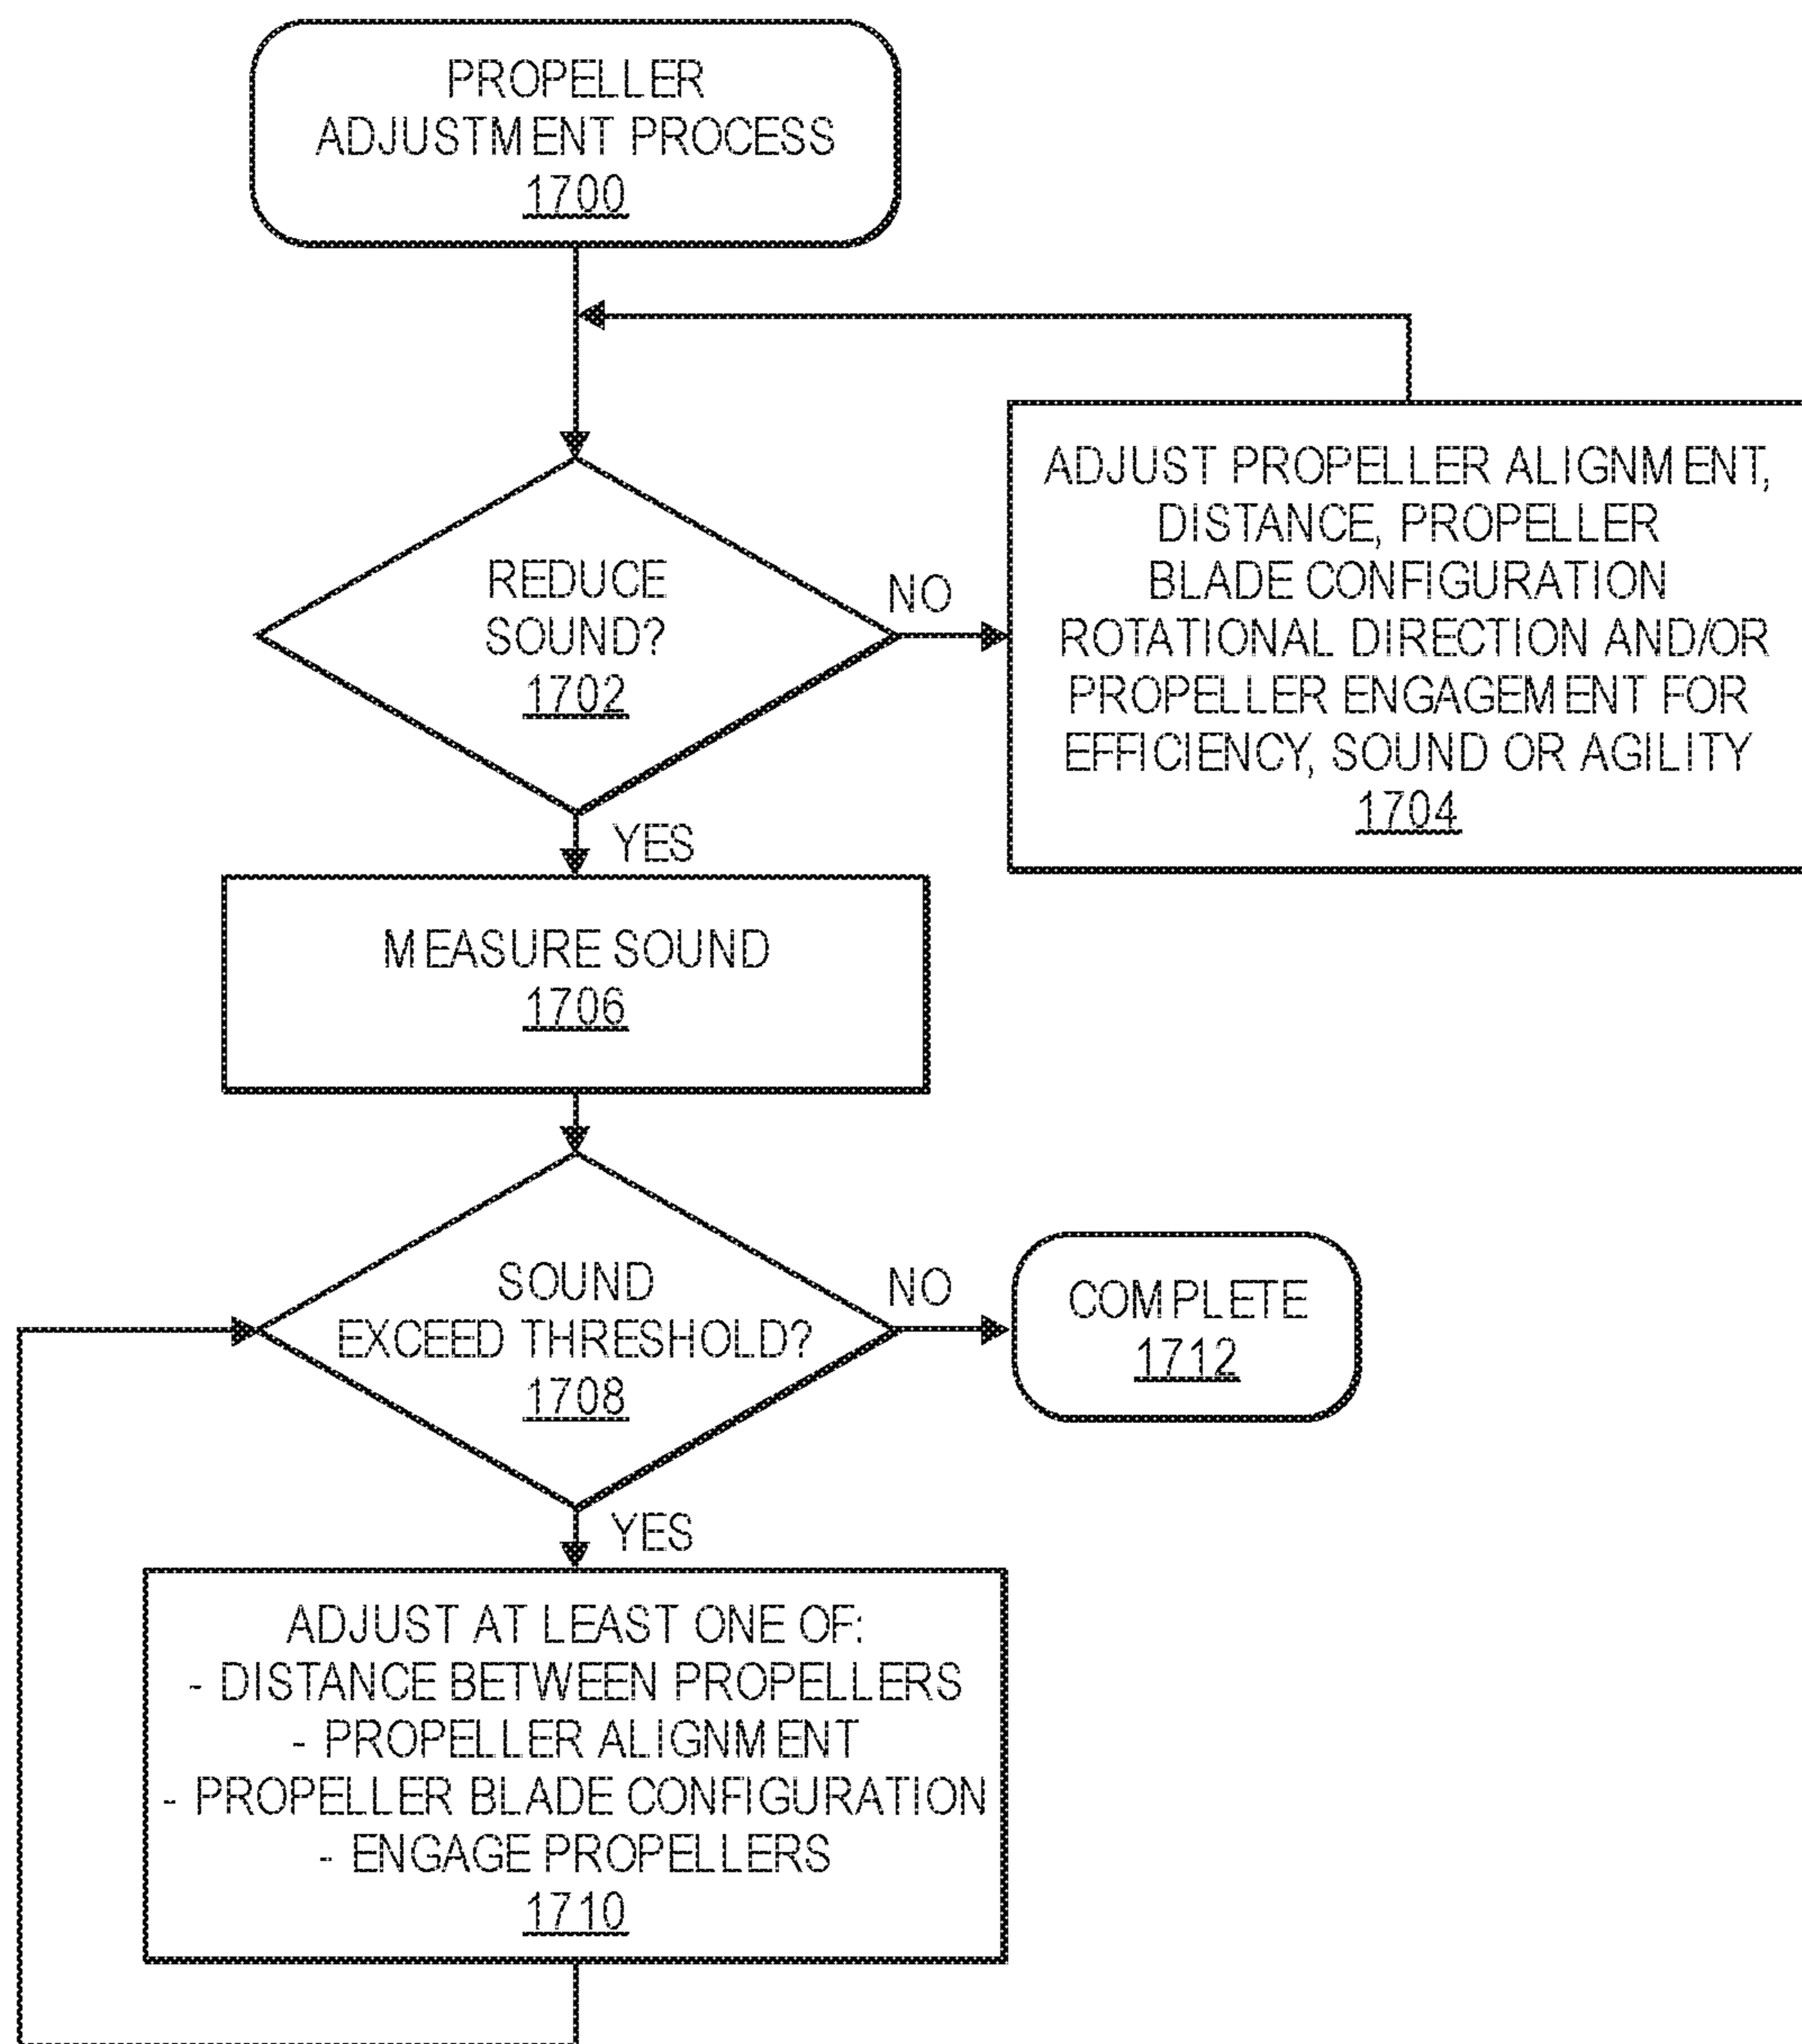 PROPELLER
ADJUSTMENT PROCESS
1700
REDUCE
SOUND?
1702
NO
ADJUST PROPELLER ALIGNMENT,
DISTANCE, PROPELLER
BLADE CONFIGURATION
ROTATIONAL DIRECTION AND/OR
PROPELLER ENGAGEMENT FOR
EFFICIENCY, SOUND OR AGILITY
1704
YES
MEASURE SOUND
1706
SOUND
EXCEED THRESHOLD?
1708
NO
COMPLETE
1712
YES
ADJUST AT LEAST ONE OF:
- DISTANCE BETWEEN PROPELLERS
- PROPELLER ALIGNMENT
- PROPELLER BLADE CONFIGURATION
- ENGAGE PROPELLERS
1710